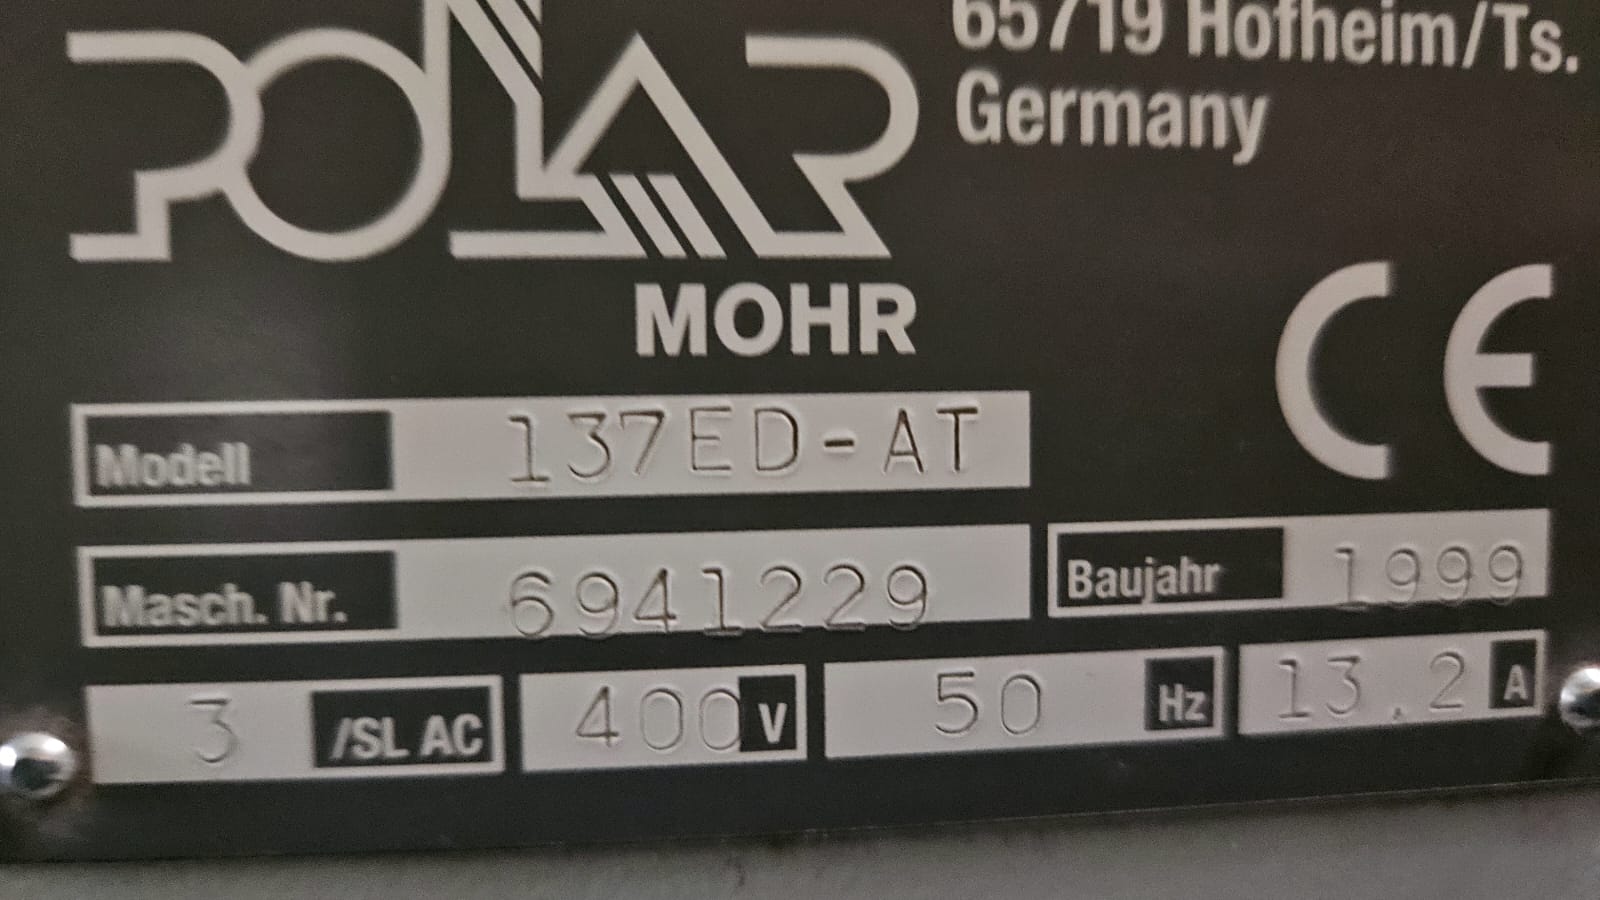 POLAR
MOHR
65719 Hofheim/Ts.
Germany
CE
Modell 137ED-AT
Masch. Nr. 6941229
Baujahr 1999
3 /SL AC 400 V 50 Hz 13.2 A